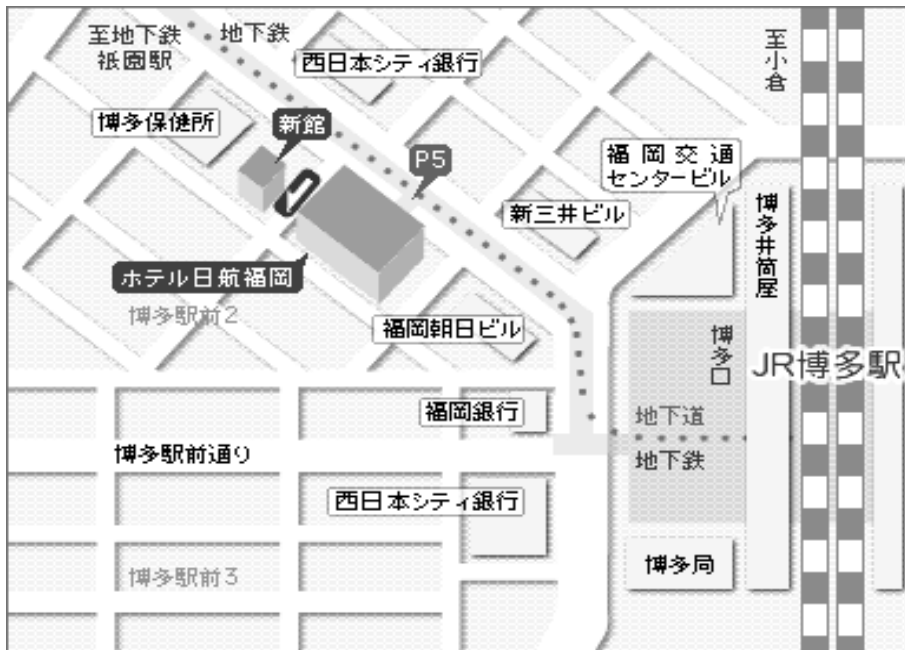 至地下鉄
祇園駅
地下鉄
西日本シティ銀行
至小倉
博多保健所
新館
P5
福岡交通
センタービル
新三井ビル
博多井筒屋
ホテル日航福岡
博多駅前2
福岡朝日ビル
博多口
JR博多駅
福岡銀行
地下道
博多駅前通り
地下鉄
西日本シティ銀行
博多駅前3
博多局